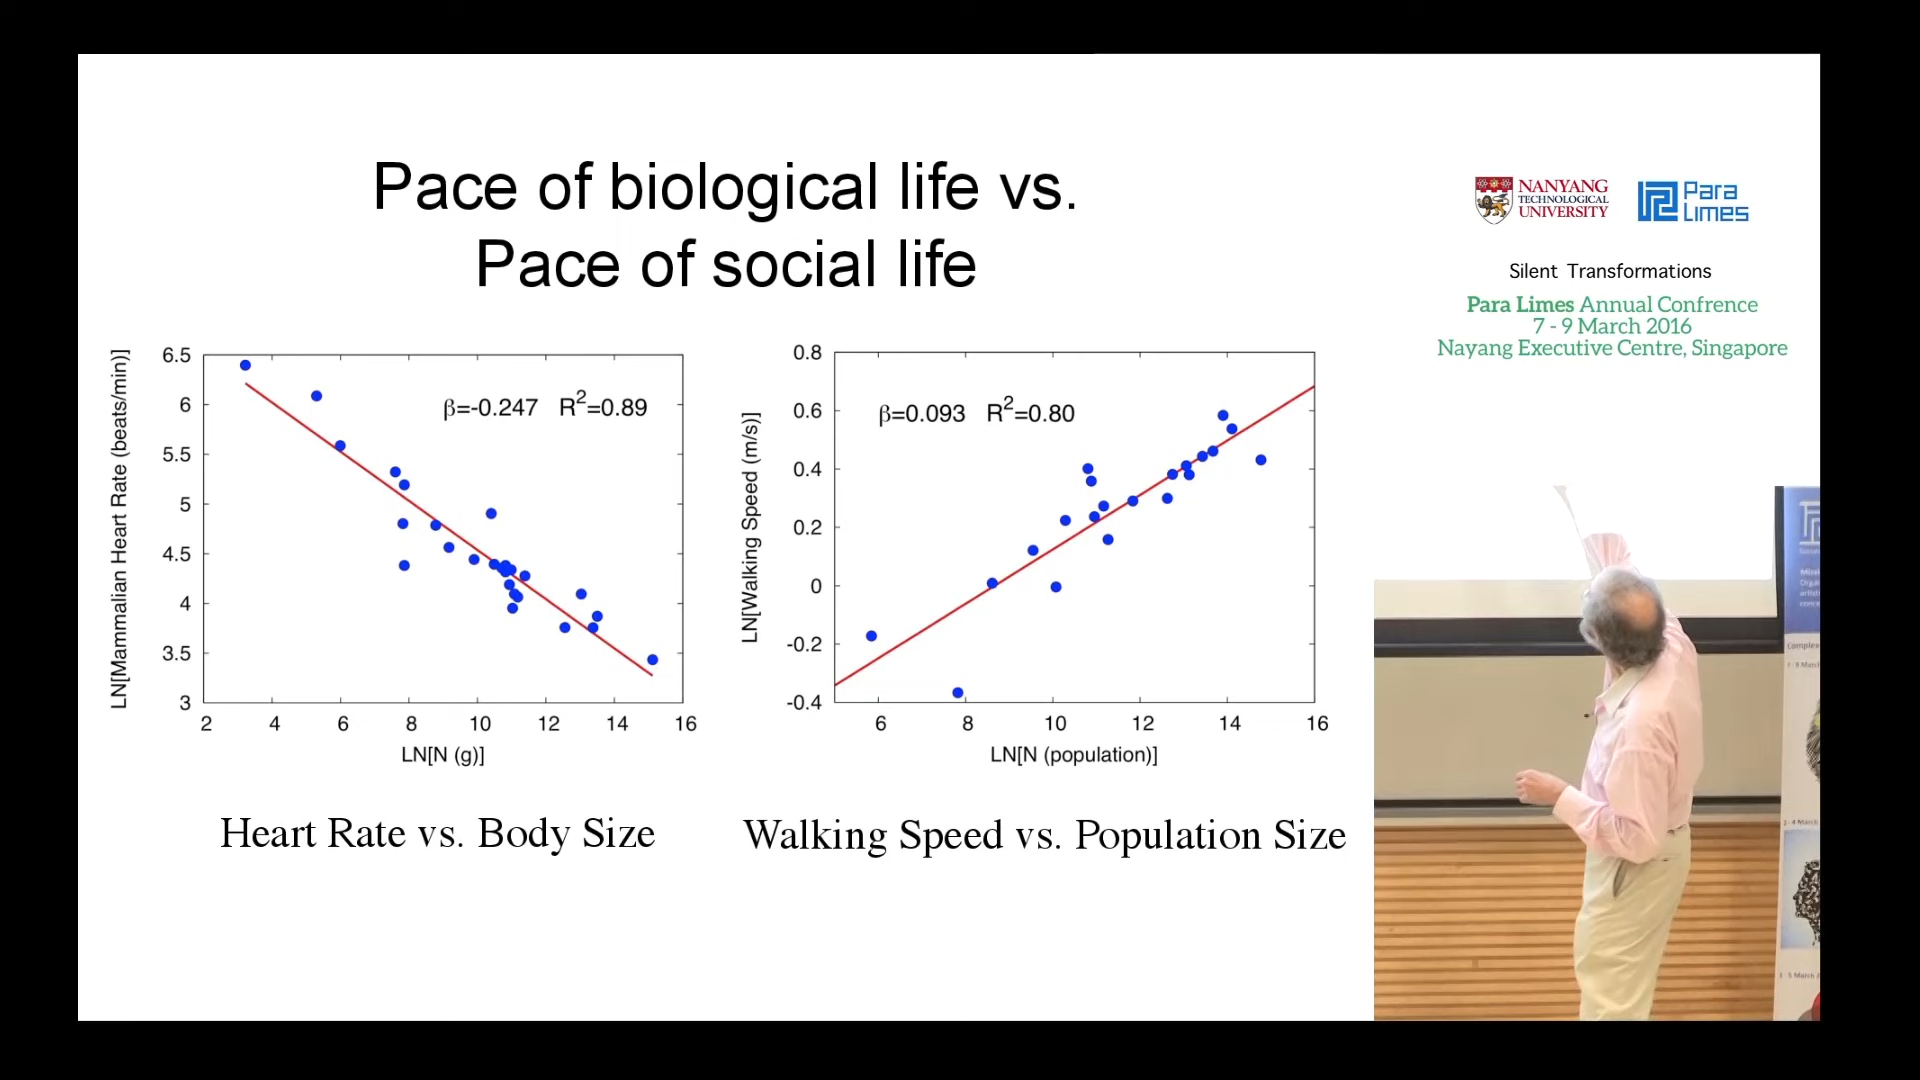 Pace of biological life vs.
Pace of social life
NANYANG
TECHNOLOGICAL
UNIVERSITY
Para
Limes
Silent Transformations
Para Limes Annual Confrence
7 - 9 March 2016
Nayang Executive Centre, Singapore
LN[Mammalian Heart Rate (beats/min)]
6.5
6
5.5
5
4.5
4
3.5
3
β=-0.247 R²=0.89
2 4 6 8 10 12 14 16
LN[N (g)]
LN[Walking Speed (m/s)]
0.8
0.6
0.4
0.2
0
-0.2
-0.4
β=0.093 R²=0.80
6 8 10 12 14 16
LN[N (population)]
Heart Rate vs. Body Size
Walking Speed vs. Population Size